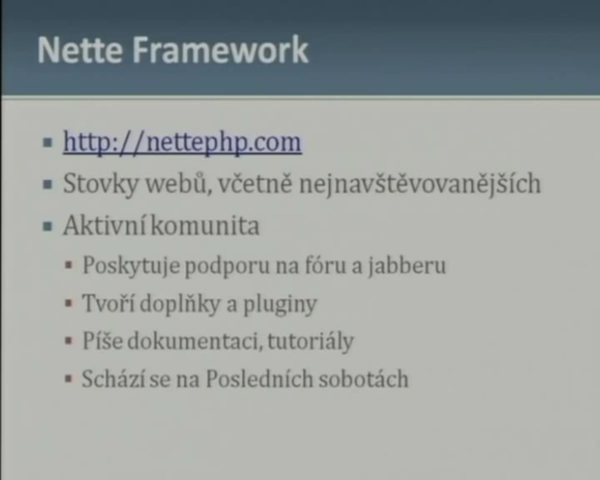 Nette Framework
http://nettephp.com
Stovky webů, včetně nejnavštěvovanějších
Aktivní komunita
Poskytuje podporu na fóru a jabberu
Tvoří doplňky a pluginy
Píše dokumentaci, tutoriály
Schází se na Posledních sobotách